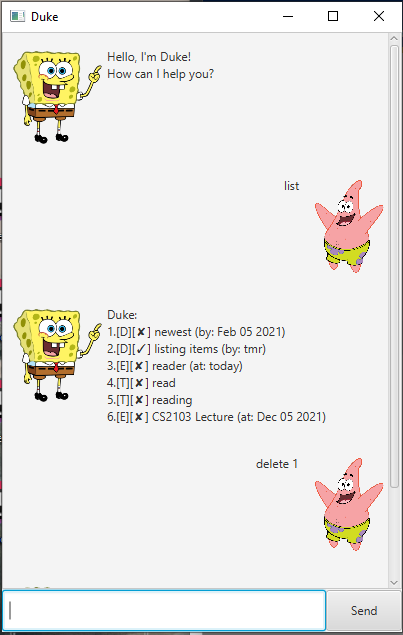 Duke
Hello, I'm Duke!
How can I help you?
list
Duke:
1.[D][✘] newest (by: Feb 05 2021)
2.[D][✓] listing items (by: tmr)
3.[E][✘] reader (at: today)
4.[T][✘] read
5.[T][✘] reading
6.[E][✘] CS2103 Lecture (at: Dec 05 2021)
delete 1
Send